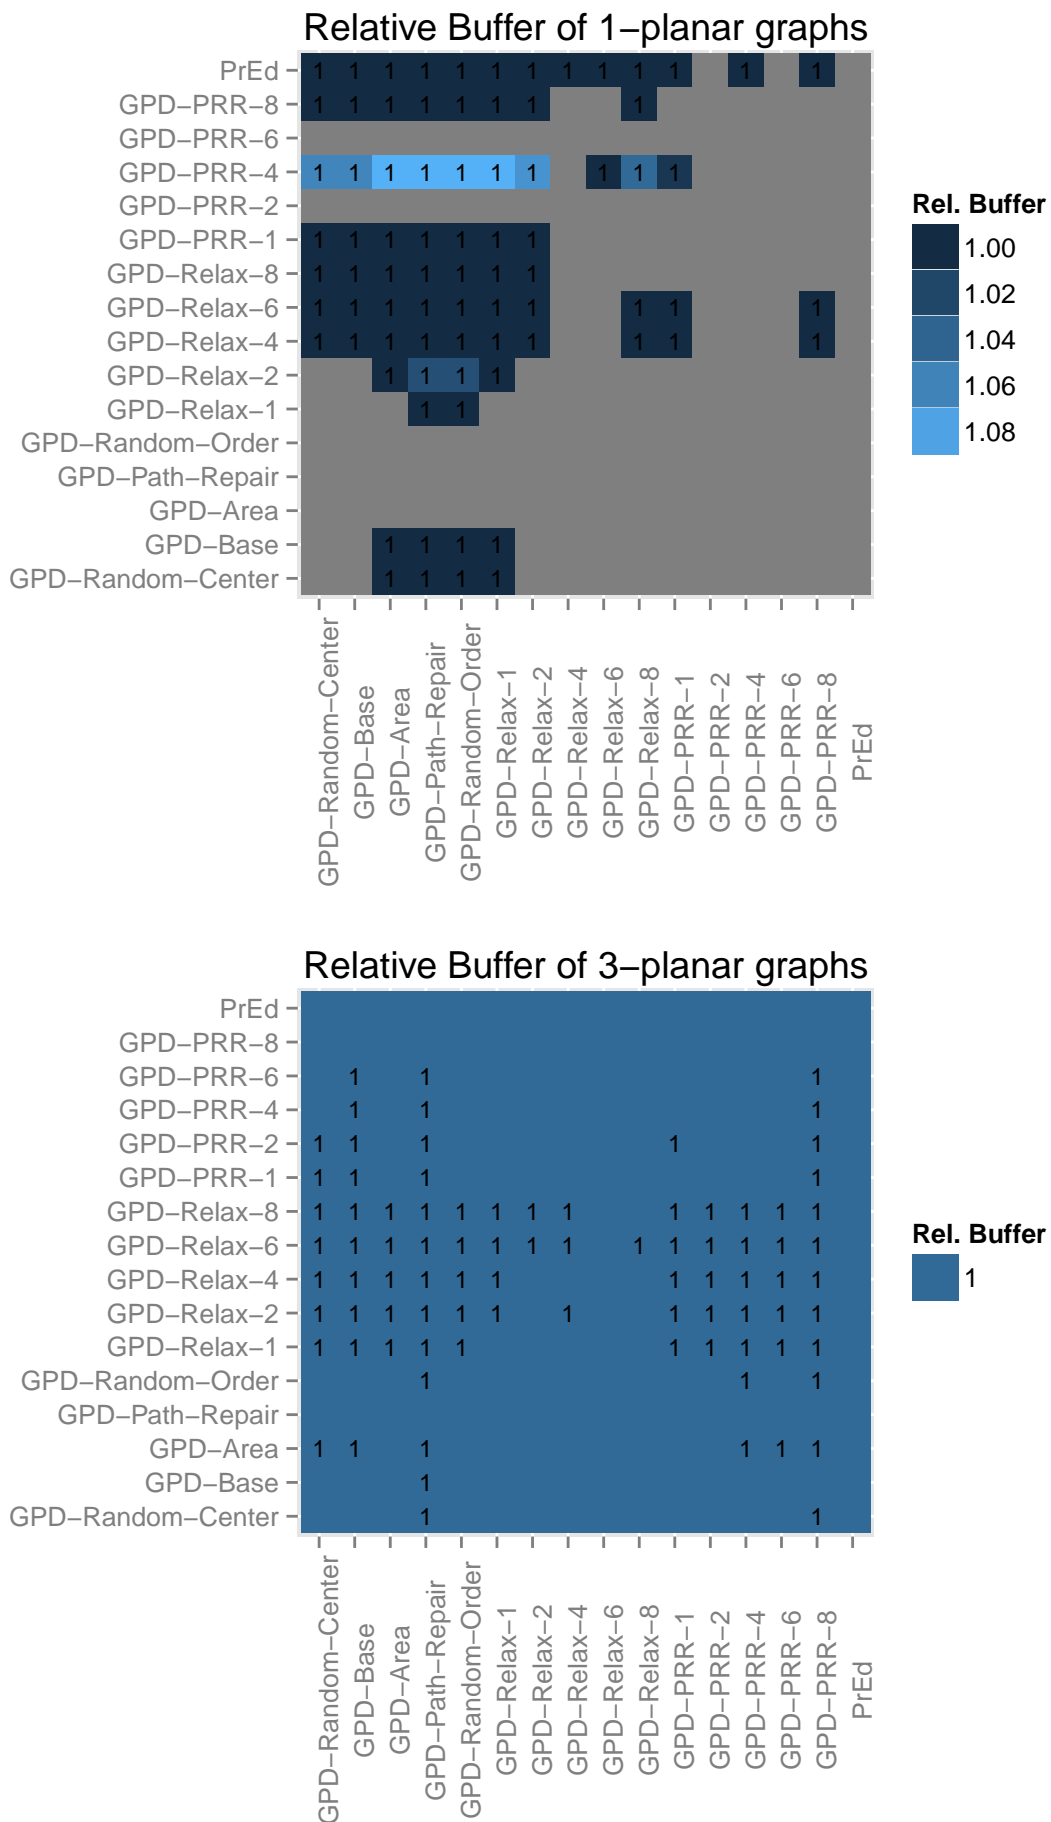 Relative Buffer of 1−planar graphs
PrEd 1 1 1 1 1 1 1 1 1 1 1 1 1
GPD−PRR−8 1 1 1 1 1 1 1 1
GPD−PRR−6
GPD−PRR−4 1 1 1 1 1 1 1 1 1 1
GPD−PRR−2
GPD−PRR−1 1 1 1 1 1 1 1
GPD−Relax−8 1 1 1 1 1 1 1
GPD−Relax−6 1 1 1 1 1 1 1 1 1 1
GPD−Relax−4 1 1 1 1 1 1 1 1 1 1
GPD−Relax−2 1 1 1 1
GPD−Relax−1 1 1
GPD−Random−Order
GPD−Path−Repair
GPD−Area
GPD−Base 1 1 1 1
GPD−Random−Center 1 1 1 1
GPD−Random−Center
GPD−Base
GPD−Area
GPD−Path−Repair
GPD−Random−Order
GPD−Relax−1
GPD−Relax−2
GPD−Relax−4
GPD−Relax−6
GPD−Relax−8
GPD−PRR−1
GPD−PRR−2
GPD−PRR−4
GPD−PRR−6
GPD−PRR−8
PrEd
Rel. Buffer
1.00
1.02
1.04
1.06
1.08
Relative Buffer of 3−planar graphs
PrEd
GPD−PRR−8
GPD−PRR−6 1 1 1
GPD−PRR−4 1 1 1
GPD−PRR−2 1 1 1 1 1
GPD−PRR−1 1 1 1 1
GPD−Relax−8 1 1 1 1 1 1 1 1 1 1 1 1 1
GPD−Relax−6 1 1 1 1 1 1 1 1 1 1 1 1 1 1
GPD−Relax−4 1 1 1 1 1 1 1 1 1 1 1
GPD−Relax−2 1 1 1 1 1 1 1 1 1 1 1 1
GPD−Relax−1 1 1 1 1 1 1 1 1 1 1
GPD−Random−Order 1 1 1
GPD−Path−Repair
GPD−Area 1 1 1 1 1 1
GPD−Base 1
GPD−Random−Center 1 1
GPD−Random−Center
GPD−Base
GPD−Area
GPD−Path−Repair
GPD−Random−Order
GPD−Relax−1
GPD−Relax−2
GPD−Relax−4
GPD−Relax−6
GPD−Relax−8
GPD−PRR−1
GPD−PRR−2
GPD−PRR−4
GPD−PRR−6
GPD−PRR−8
PrEd
Rel. Buffer
1